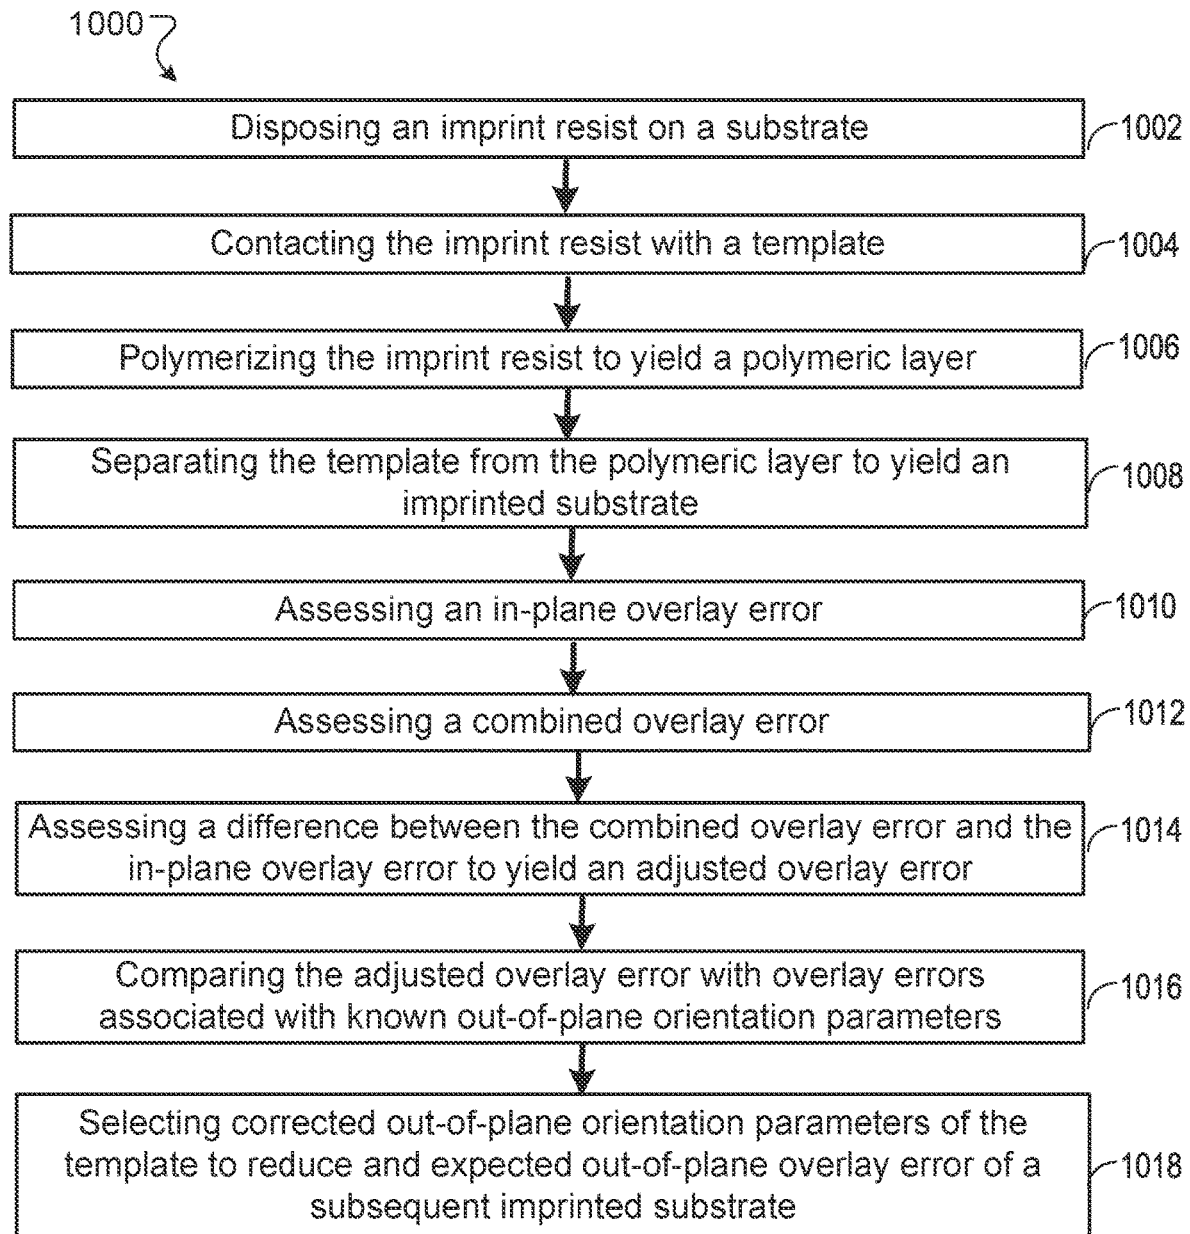 1000
Disposing an imprint resist on a substrate
1002
Contacting the imprint resist with a template
1004
Polymerizing the imprint resist to yield a polymeric layer
1006
Separating the template from the polymeric layer to yield an
imprinted substrate
1008
Assessing an in-plane overlay error
1010
Assessing a combined overlay error
1012
Assessing a difference between the combined overlay error and the
in-plane overlay error to yield an adjusted overlay error
1014
Comparing the adjusted overlay error with overlay errors
associated with known out-of-plane orientation parameters
1016
Selecting corrected out-of-plane orientation parameters of the
template to reduce and expected out-of-plane overlay error of a
subsequent imprinted substrate
1018